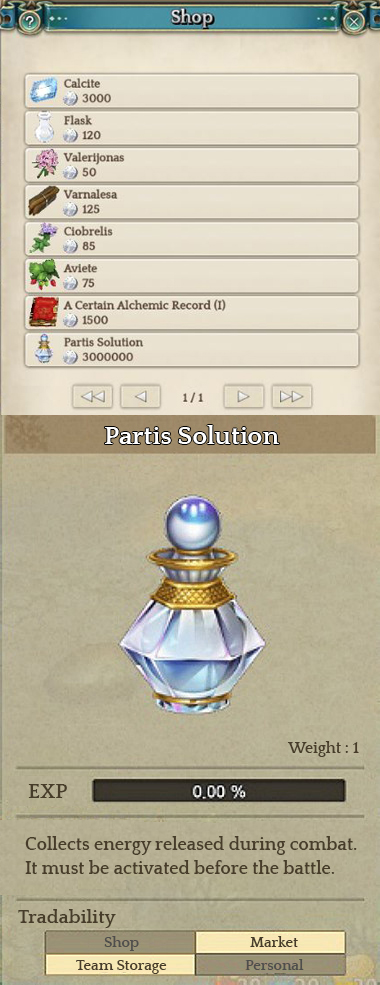 ?
Shop
Calcite
3000
Flask
120
Valerijonas
50
Varnalesa
125
Ciobrelis
85
Aviete
75
A Certain Alchemic Record (I)
1500
Partis Solution
3000000
1 / 1
Partis Solution
Weight : 1
EXP 0.00 %
Collects energy released during combat.
It must be activated before the battle.
Tradability
Shop Market
Team Storage Personal